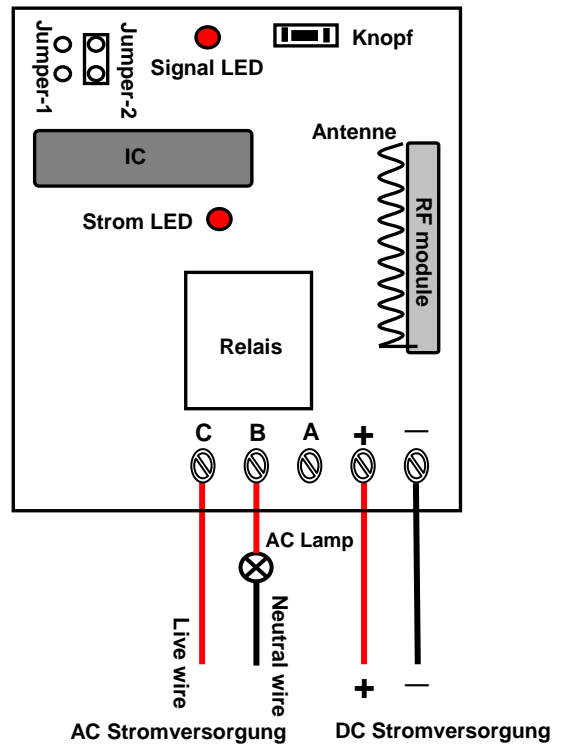 Jumper-1
Jumper-2
Signal LED
Knopf
IC
Antenne
RF module
Strom LED
Relais
C B A + —
AC Lamp
Live wire
Neutral wire
+ —
AC Stromversorgung
DC Stromversorgung